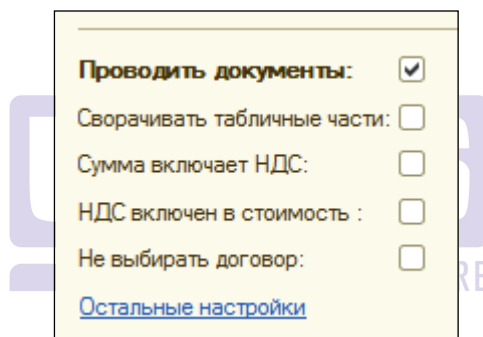 Проводить документы:
Сворачивать табличные части:
Сумма включает НДС:
НДС включен в стоимость :
Не выбирать договор:
Остальные настройки